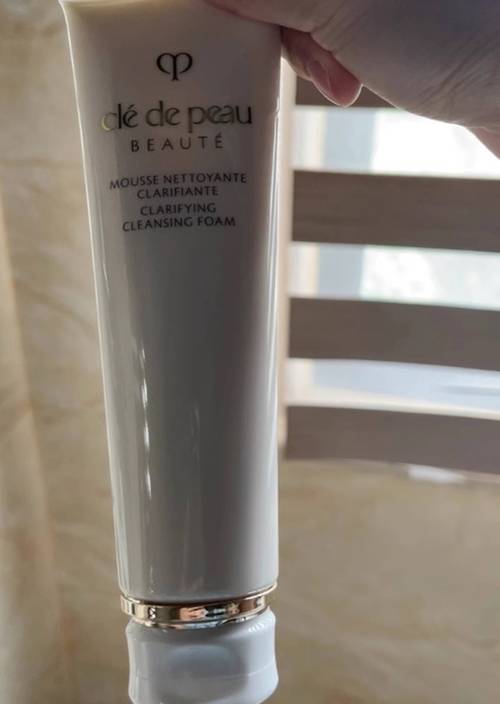 clé de peau
BEAUTÉ
MOUSSE NETTOYANTE
CLARIFIANTE
CLARIFYING
CLEANSING FOAM